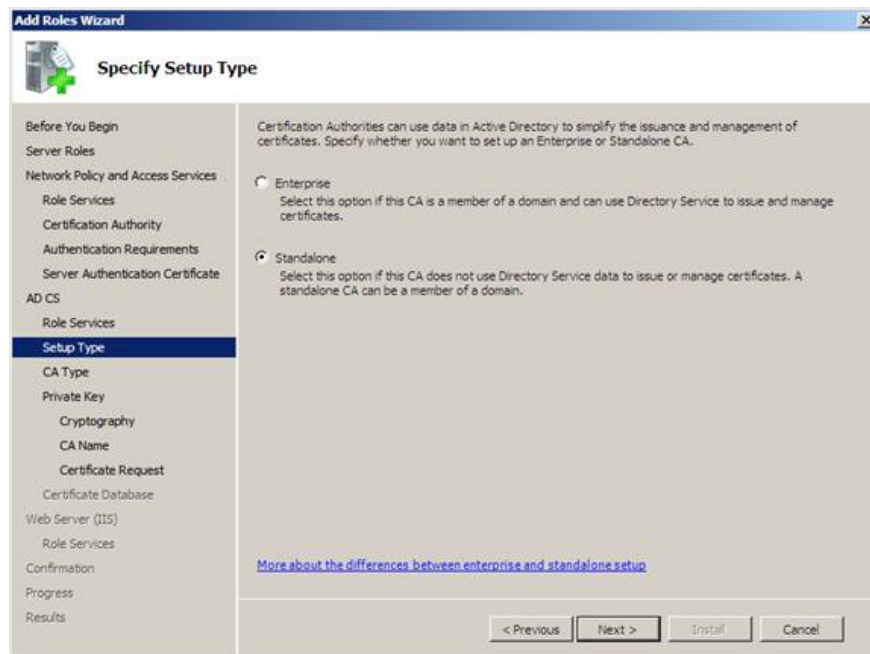 Add Roles Wizard
Specify Setup Type
Before You Begin
Server Roles
Network Policy and Access Services
Role Services
Certification Authority
Authentication Requirements
Server Authentication Certificate
AD CS
Role Services
Setup Type
CA Type
Private Key
Cryptography
CA Name
Certificate Request
Certificate Database
Web Server (IIS)
Role Services
Confirmation
Progress
Results
Certification Authorities can use data in Active Directory to simplify the issuance and management of
certificates. Specify whether you want to set up an Enterprise or Standalone CA.
Enterprise
Select this option if this CA is a member of a domain and can use Directory Service to issue and manage
certificates.
Standalone
Select this option if this CA does not use Directory Service data to issue or manage certificates. A
standalone CA can be a member of a domain.
More about the differences between enterprise and standalone setup
< Previous
Next >
Install
Cancel